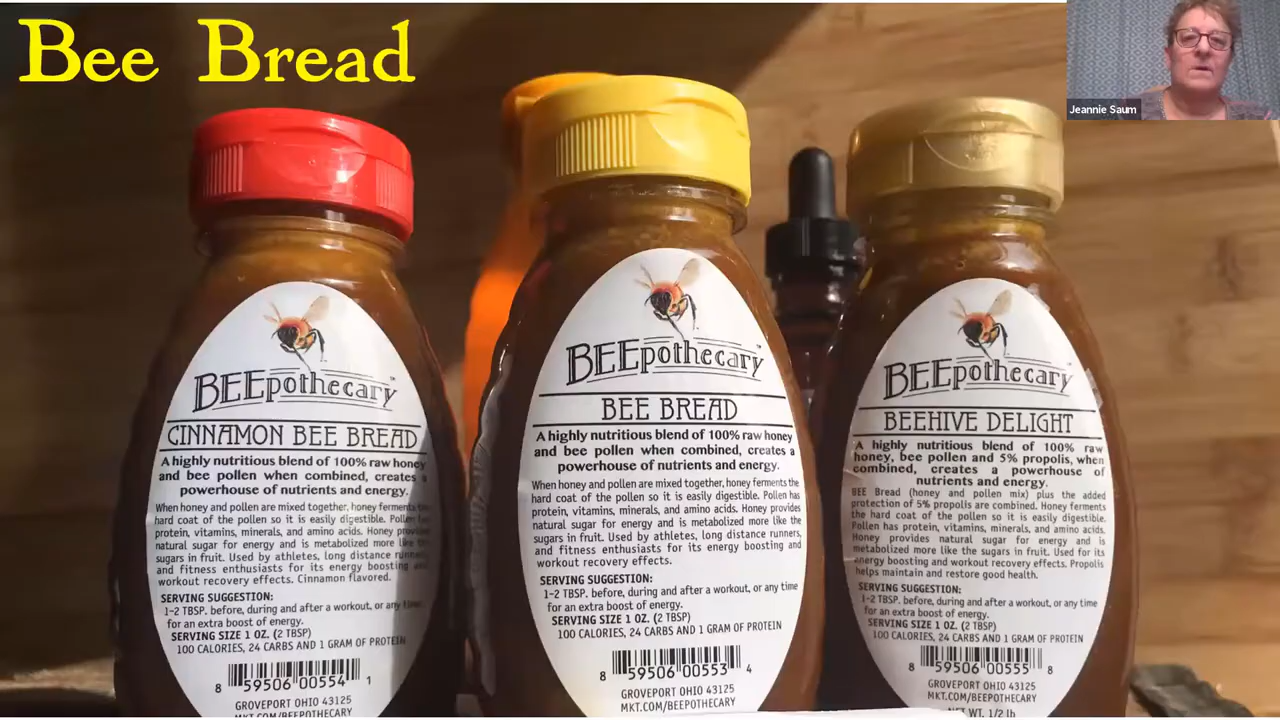 Bee Bread
Jeannie Saum
BEEpothecary™
CINNAMON BEE BREAD
A highly nutritious blend of 100% raw honey
and bee pollen when combined, creates a
powerhouse of nutrients and energy.
When honey and pollen are mixed together, honey ferments the
hard coat of the pollen so it is easily digestible. Pollen has
protein, vitamins, minerals, and amino acids. Honey provides
natural sugar for energy and is metabolized more like the
sugars in fruit. Used by athletes, long distance runners,
and fitness enthusiasts for its energy boosting and
workout recovery effects. Cinnamon flavored.
SERVING SUGGESTION:
1-2 TBSP. before, during and after a workout, or any time
for an extra boost of energy.
SERVING SIZE 1 OZ. (2 TBSP)
100 CALORIES, 24 CARBS AND 1 GRAM OF PROTEIN
8 59506 00554 1
GROVEPORT OHIO 43125
MKT.COM/BEEPOTHECARY
BEEpothecary™
BEE BREAD
A highly nutritious blend of 100% raw honey
and bee pollen when combined, creates a
powerhouse of nutrients and energy.
When honey and pollen are mixed together, honey ferments the
hard coat of the pollen so it is easily digestible. Pollen has
protein, vitamins, minerals, and amino acids. Honey provides
natural sugar for energy and is metabolized more like the
sugars in fruit. Used by athletes, long distance runners,
and fitness enthusiasts for its energy boosting and
workout recovery effects.
SERVING SUGGESTION:
1-2 TBSP. before, during and after a workout, or any time
for an extra boost of energy.
SERVING SIZE 1 OZ. (2 TBSP)
100 CALORIES, 24 CARBS AND 1 GRAM OF PROTEIN
8 59506 00553 4
GROVEPORT OHIO 43125
MKT.COM/BEEPOTHECARY
BEEpothecary™
BEEHIVE DELIGHT
A highly nutritious blend of 100% raw
honey, bee pollen and 5% propolis, when
combined, creates a powerhouse of
nutrients and energy.
BEE Bread (honey and pollen mix) plus the added
protection of 5% propolis are combined. Honey ferments
the hard coat of the pollen so it is easily digestible.
Pollen has protein, vitamins, minerals, and amino acids.
Honey provides natural sugar for energy and is
metabolized more like the sugars in fruit. Used for its
energy boosting and workout recovery effects. Propolis
helps maintain and restore good health.
SERVING SUGGESTION:
1-2 TBSP. before, during and after a workout, or any time
for an extra boost of energy.
SERVING SIZE 1 OZ. (2 TBSP)
100 CALORIES, 24 CARBS AND 1 GRAM OF PROTEIN
8 59506 00555 8
GROVEPORT OHIO 43125
MKT.COM/BEEPOTHECARY
NET WT. 1/2 lb